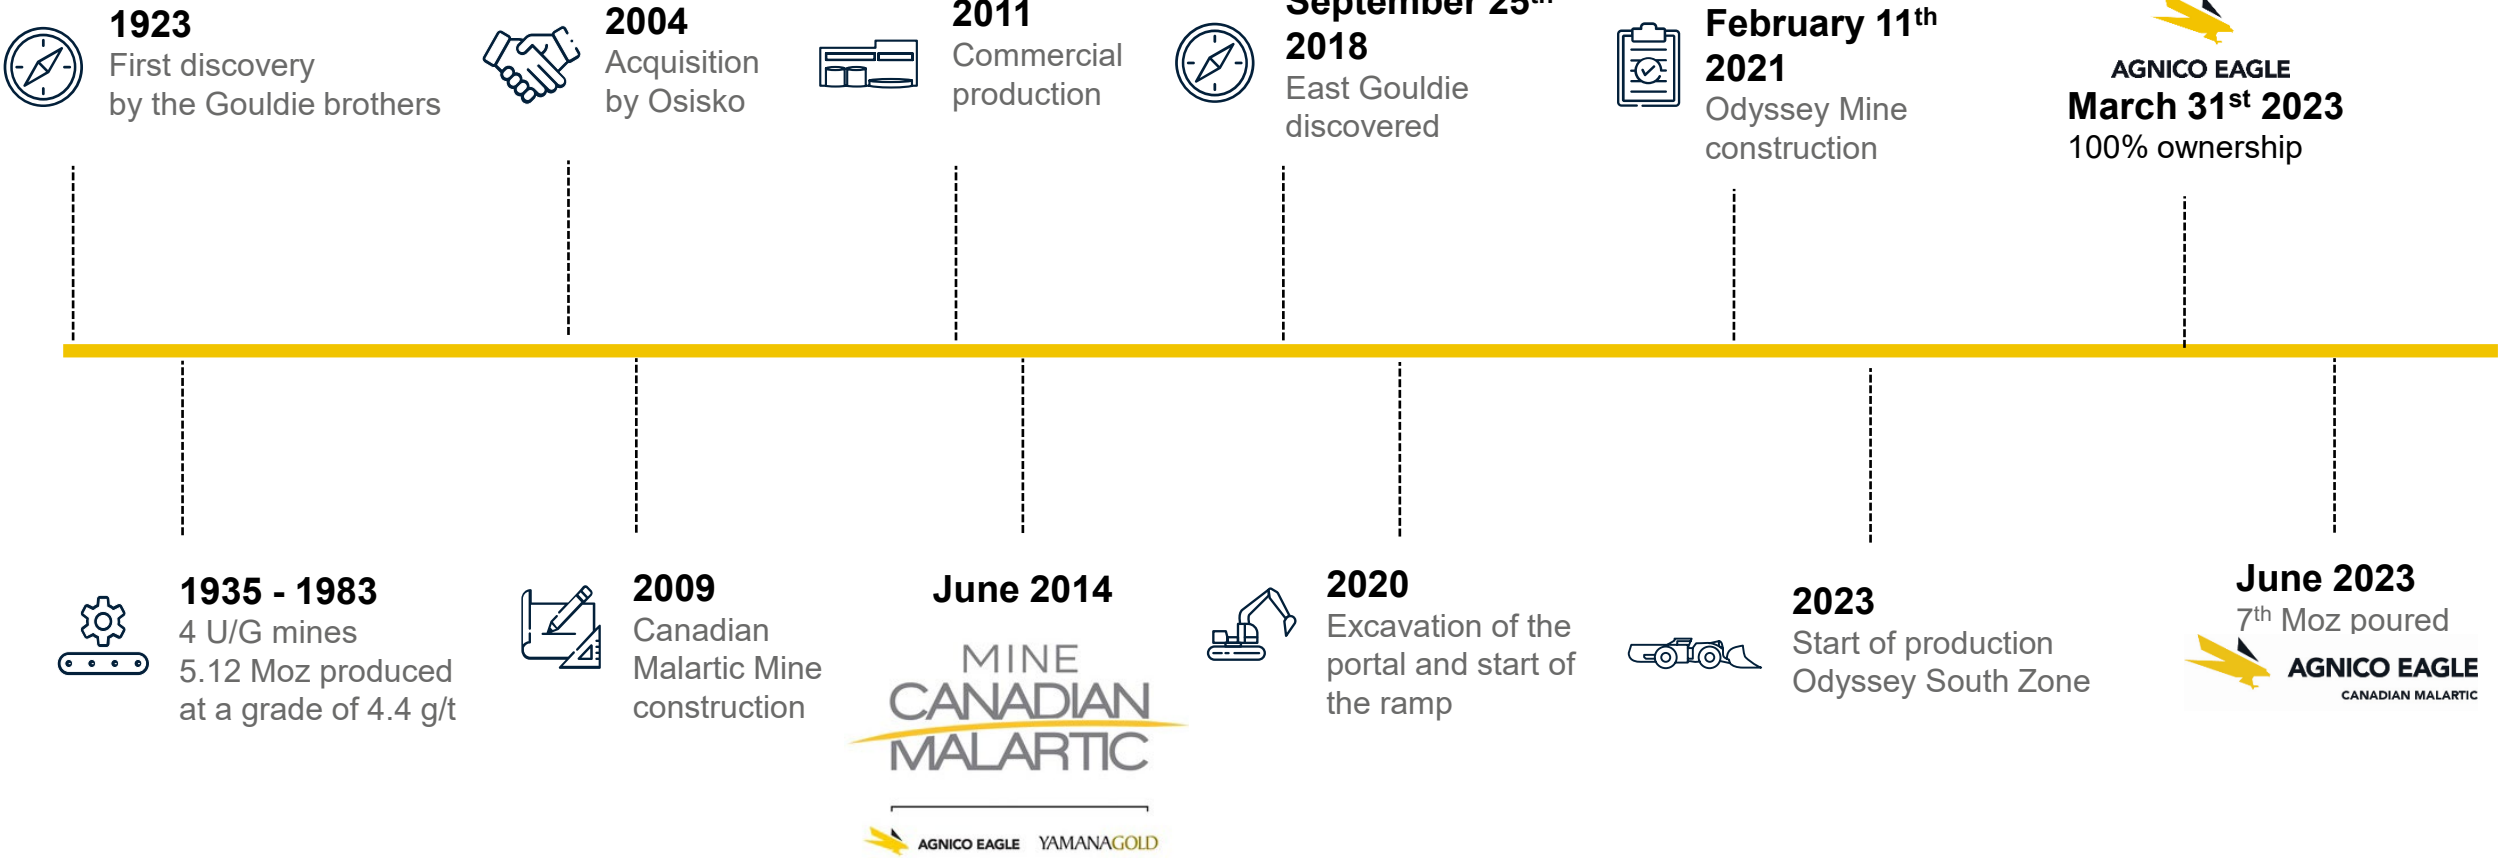 1923
First discovery
by the Gouldie brothers
2004
Acquisition
by Osisko
2011
Commercial
production
September 25th
2018
East Gouldie
discovered
February 11th
2021
Odyssey Mine
construction
AGNICO EAGLE
March 31st 2023
100% ownership
1935 - 1983
4 U/G mines
5.12 Moz produced
at a grade of 4.4 g/t
2009
Canadian
Malartic Mine
construction
June 2014
MINE
CANADIAN
MALARTIC
AGNICO EAGLE YAMANAGOLD
2020
Excavation of the
portal and start of
the ramp
2023
Start of production
Odyssey South Zone
June 2023
7th Moz poured
AGNICO EAGLE
CANADIAN MALARTIC